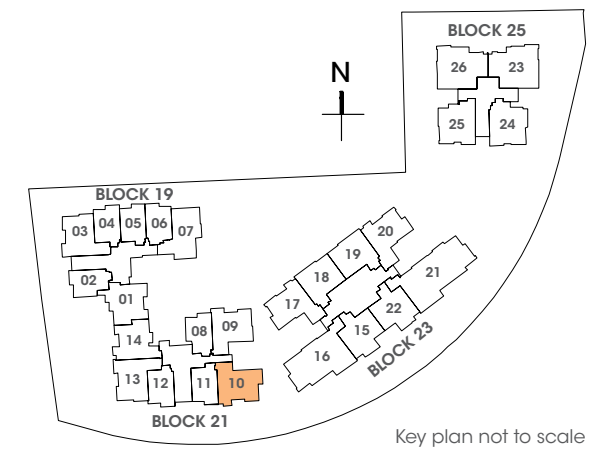 BLOCK 25
26 23
25 24
N
BLOCK 19
03 04 05 06 07
02
01
14
08 09
13 12 11 10
BLOCK 21
20
19
18
17
21
22
15
16
BLOCK 23
Key plan not to scale